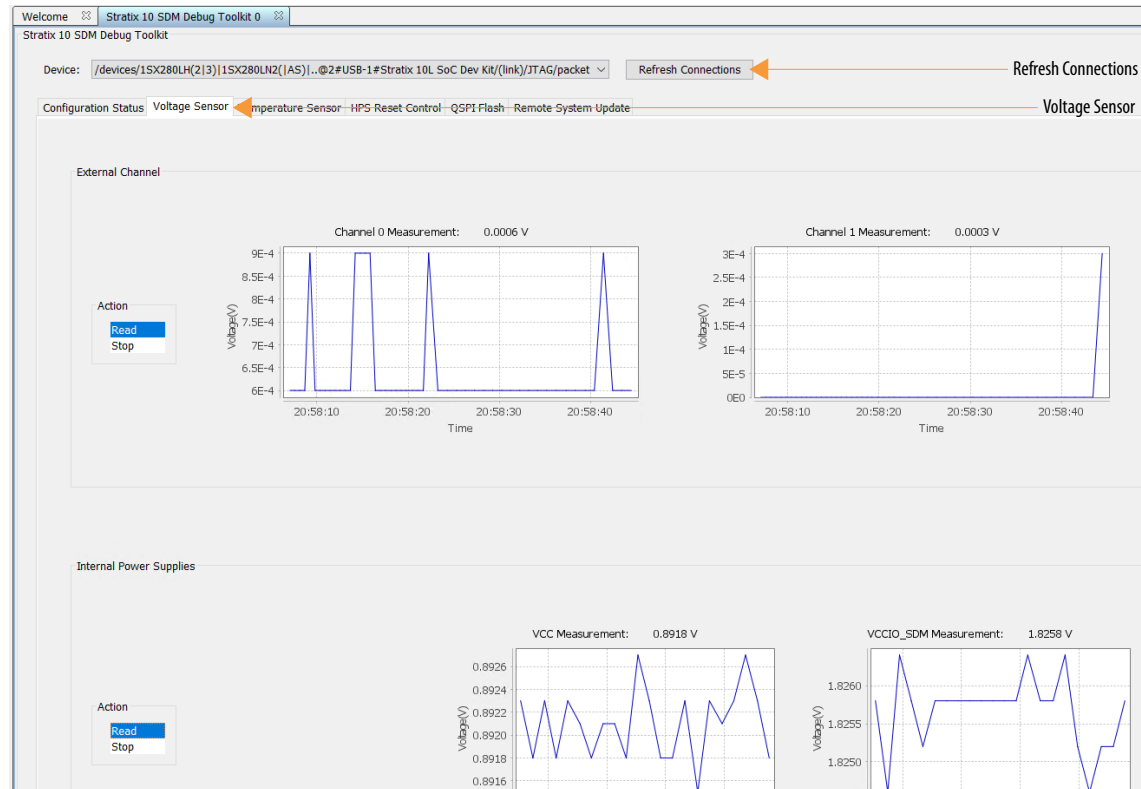 Welcome
Stratix 10 SDM Debug Toolkit 0
Stratix 10 SDM Debug Toolkit
Device: /devices/1SX280LH(2|3)|1SX280LN2(|AS)|..@2#USB-1#Stratix 10L SoC Dev Kit/(link)/JTAG/packet
Refresh Connections
Refresh Connections
Configuration Status Voltage Sensor Temperature Sensor HPS Reset Control QSPI Flash Remote System Update
Voltage Sensor
External Channel
Action
Read
Stop
Channel 0 Measurement: 0.0006 V
9E-4
8.5E-4
8E-4
7.5E-4
7E-4
6.5E-4
6E-4
Voltage(V)
20:58:10 20:58:20 20:58:30 20:58:40
Time
Channel 1 Measurement: 0.0003 V
3E-4
2.5E-4
2E-4
1.5E-4
1E-4
5E-5
0E0
Voltage(V)
20:58:10 20:58:20 20:58:30 20:58:40
Time
Internal Power Supplies
Action
Read
Stop
VCC Measurement: 0.8918 V
0.8926
0.8924
0.8922
0.8920
0.8918
0.8916
Voltage(V)
VCCIO_SDM Measurement: 1.8258 V
1.8260
1.8255
1.8250
Voltage(V)